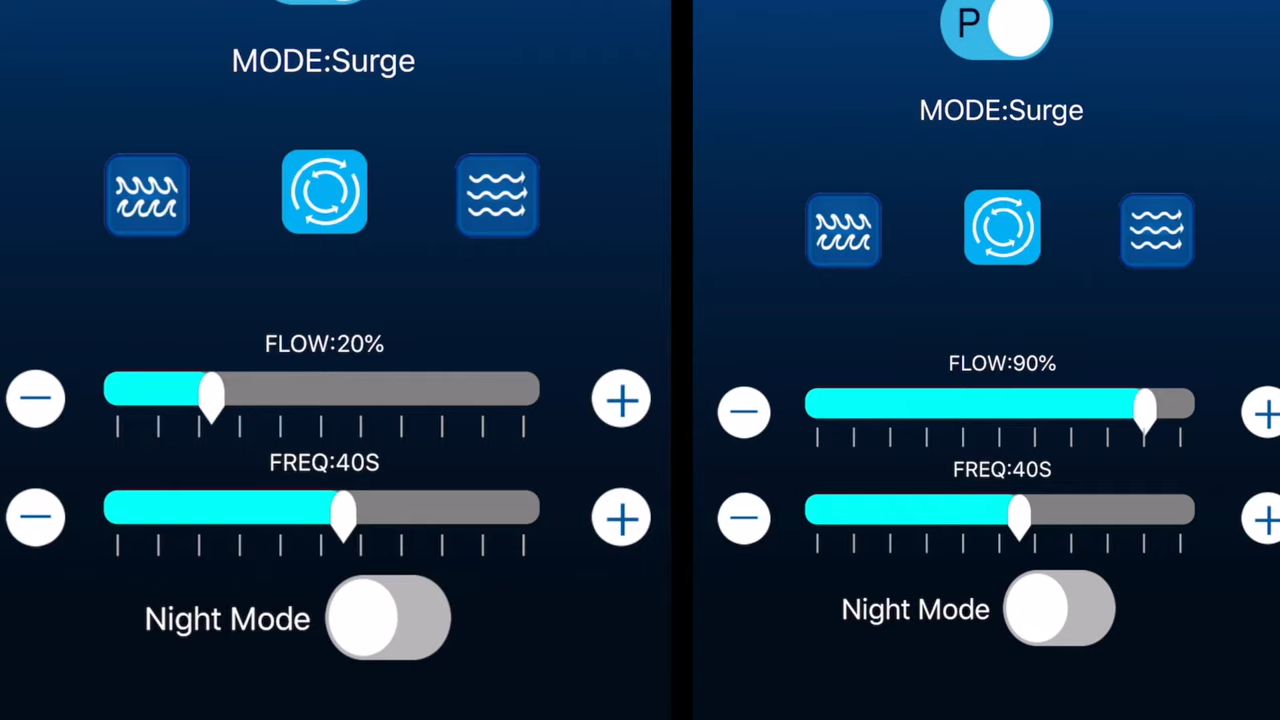 MODE:Surge
FLOW:20%
FREQ:40S
Night Mode
P
MODE:Surge
FLOW:90%
FREQ:40S
Night Mode